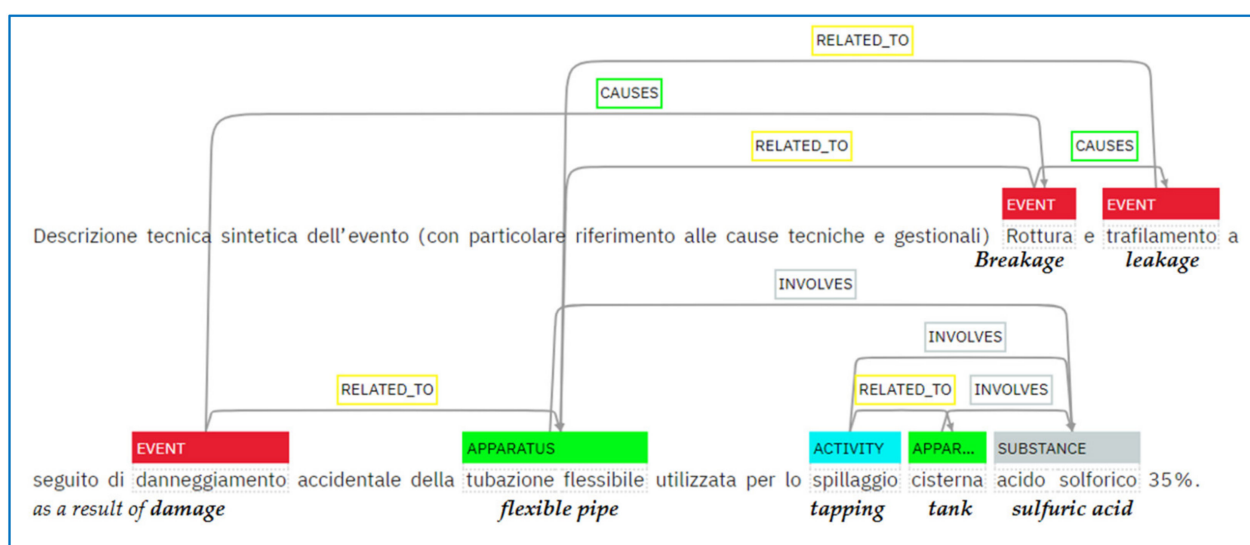 RELATED_TO
CAUSES
RELATED_TO CAUSES
EVENT EVENT
Descrizione tecnica sintetica dell'evento (con particolare riferimento alle cause tecniche e gestionali) Rottura e trafilamento a
Breakage leakage
INVOLVES
INVOLVES
RELATED_TO RELATED_TO INVOLVES
EVENT APPARATUS ACTIVITY APPAR... SUBSTANCE
seguito di danneggiamento accidentale della tubazione flessibile utilizzata per lo spillaggio cisterna acido solforico 35%.
as a result of damage flexible pipe tapping tank sulfuric acid